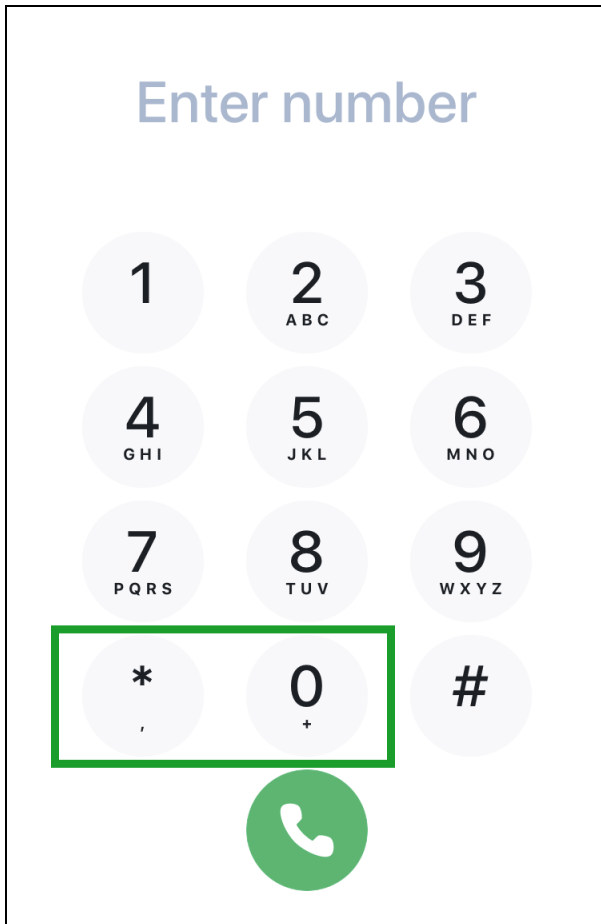 Enter number
1 2 3
ABC DEF
4 5 6
GHI JKL MNO
7 8 9
PQRS TUV WXYZ
* 0 #
, +